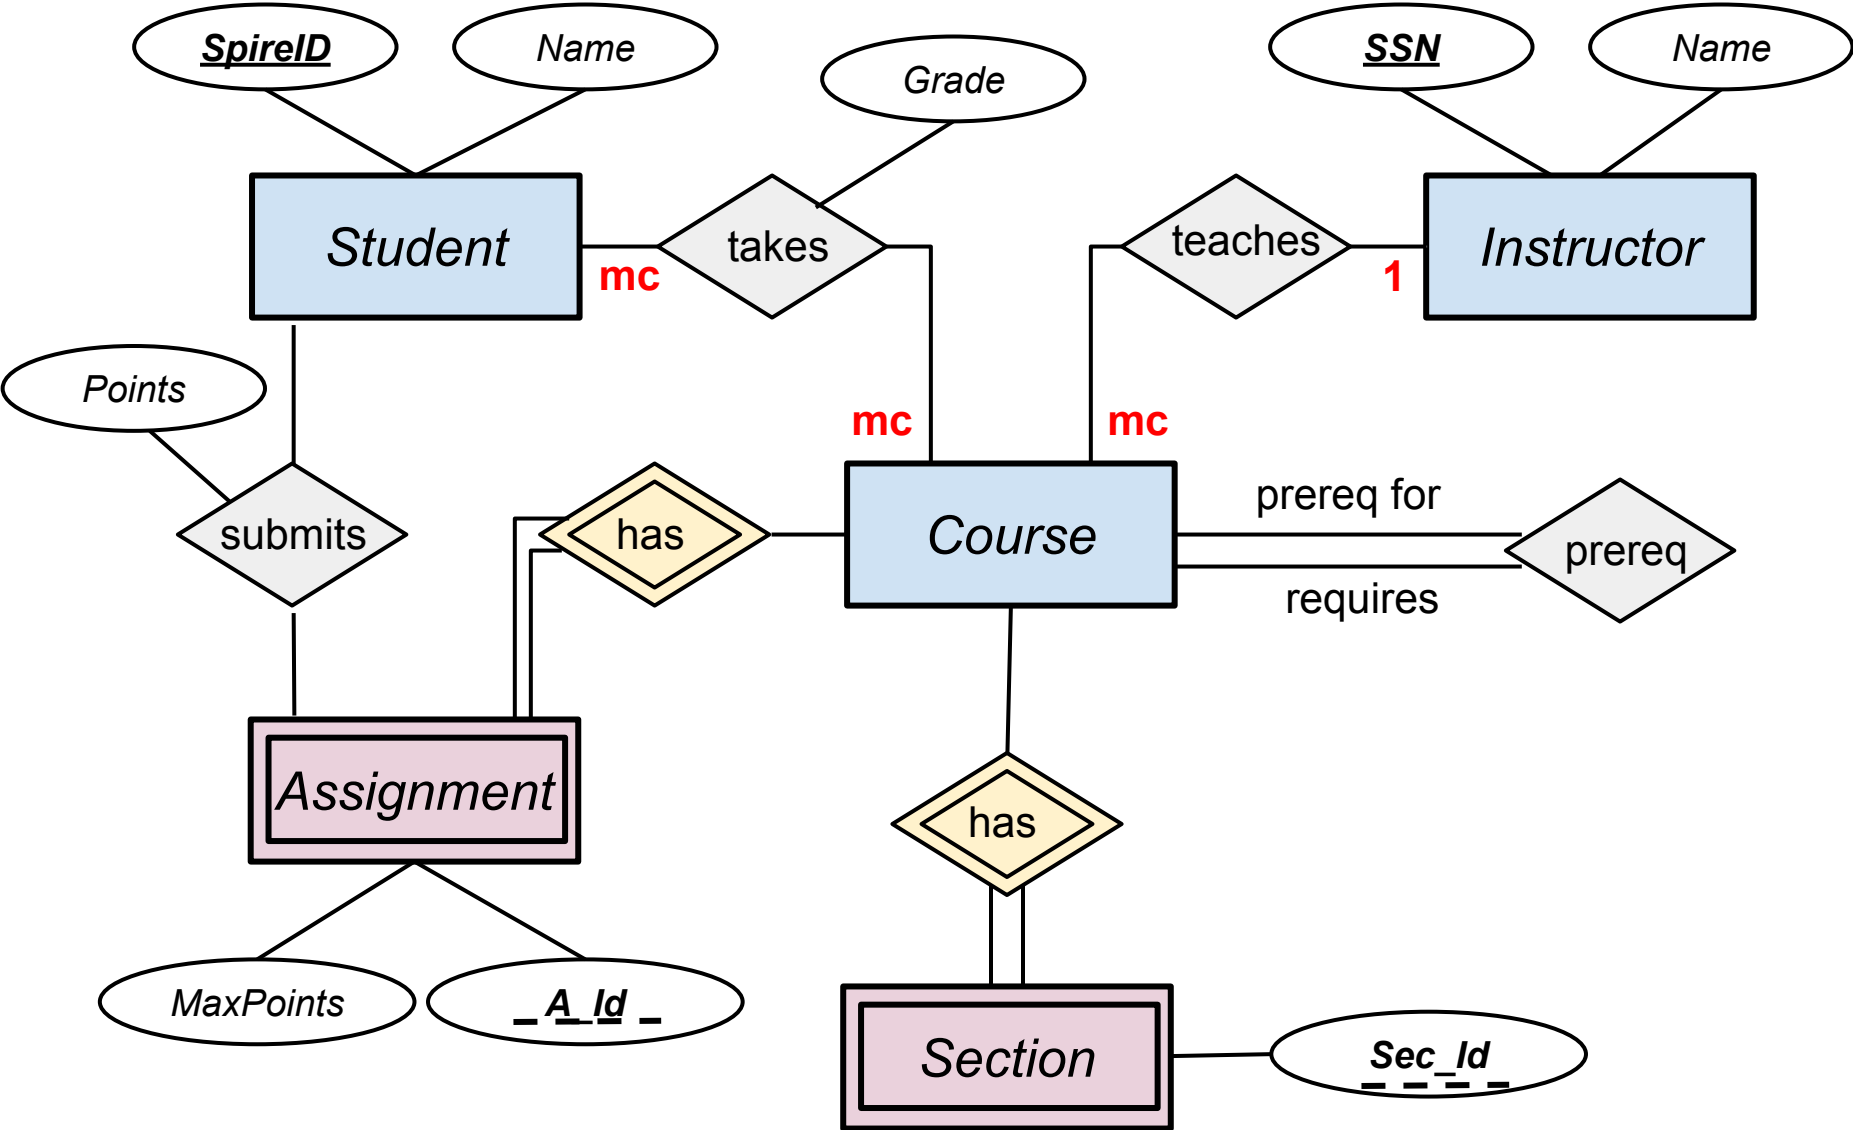 SpireID
Name
Grade
SSN
Name
Student
takes
teaches
Instructor
mc
1
Points
mc
mc
submits
has
Course
prereq for
prereq
requires
Assignment
has
MaxPoints
A_Id
Section
Sec_Id